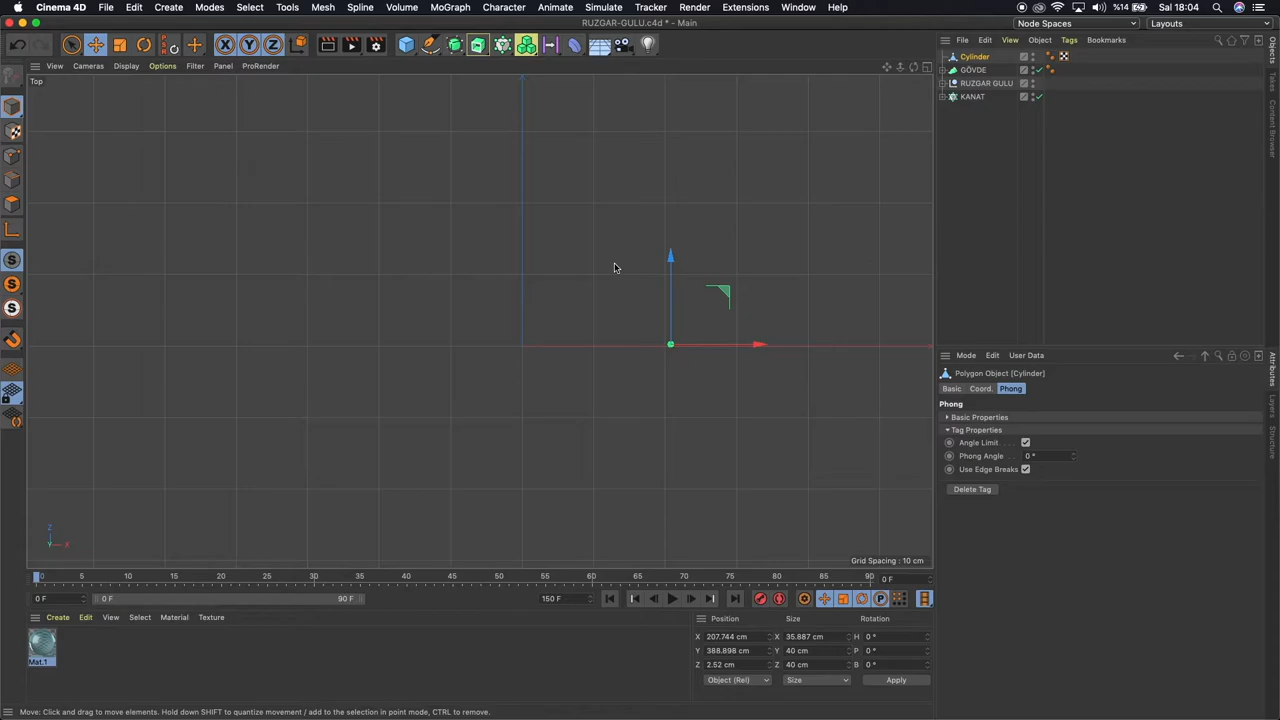 Cinema 4D File Edit Create Modes Select Tools Mesh Spline Volume MoGraph Character Animate Simulate Tracker Render Extensions Window Help %14 Sal 18:04
RUZGAR-GULU.c4d * - Main
Node Spaces Layouts
X Y Z
View Cameras Display Options Filter Panel ProRender
File Edit View Object Tags Bookmarks
Top
Cylinder
GÖVDE
RUZGAR GULU
KANAT
Objects
Takes
Content Browser
S
S
S
Mode Edit User Data
Polygon Object [Cylinder]
Basic Coord. Phong
Phong
Basic Properties
Tag Properties
Angle Limit
Phong Angle 0 °
Use Edge Breaks
Delete Tag
Attributes
Layers
Structure
Z
Y X
Grid Spacing : 10 cm
0 5 10 15 20 25 30 35 40 45 50 55 60 65 70 75 80 85 90 0 F
0 F 0 F 90 F 150 F
P
Create Edit View Select Material Texture
Mat.1
Position Size Rotation
X 207.744 cm X 35.887 cm H 0 °
Y 388.898 cm Y 40 cm P 0 °
Z 2.52 cm Z 40 cm B 0 °
Object (Rel) Size Apply
Move: Click and drag to move elements. Hold down SHIFT to quantize movement / add to the selection in point mode, CTRL to remove.